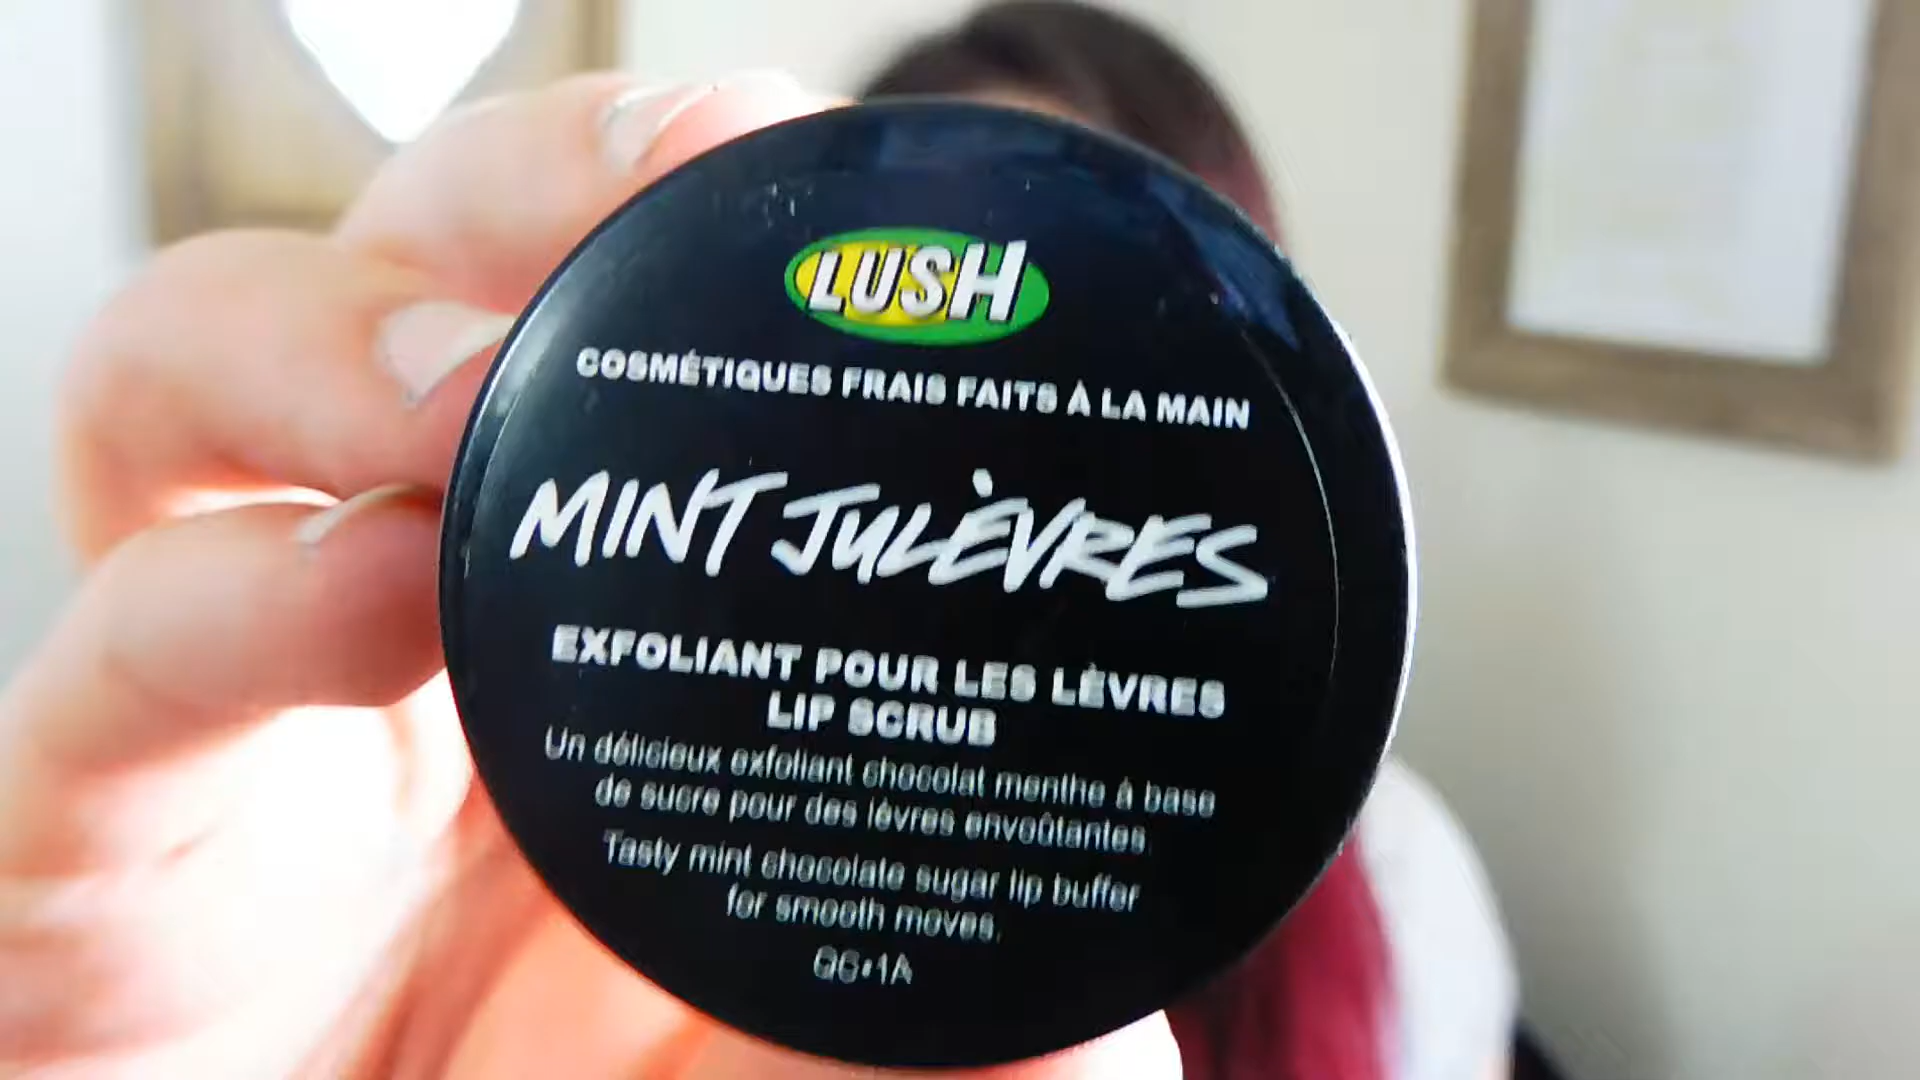 LUSH
COSMÉTIQUES FRAIS FAITS À LA MAIN
MINT JULÈVRES
EXFOLIANT POUR LES LÈVRES
LIP SCRUB
Un délicieux exfoliant chocolat menthe à base
de sucre pour des lèvres envoûtantes.
Tasty mint chocolate sugar lip buffer
for smooth moves.